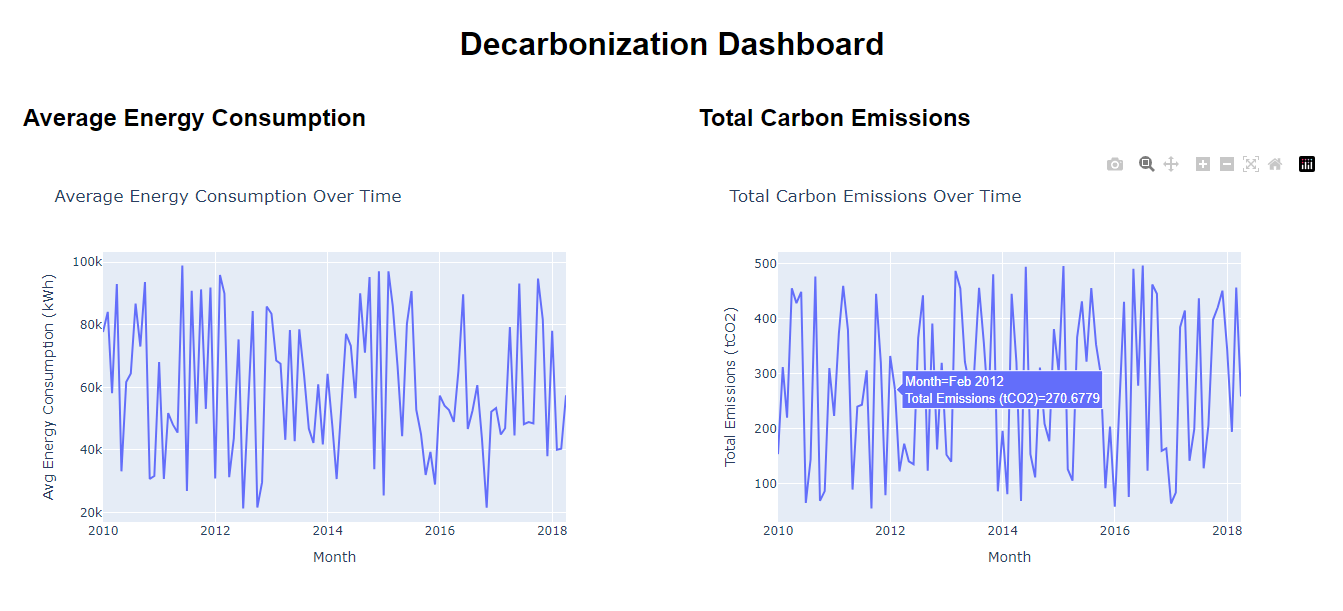 Decarbonization Dashboard
Average Energy Consumption
Total Carbon Emissions
Average Energy Consumption Over Time
100k
80k
60k
40k
20k
Avg Energy Consumption (kWh)
2010
2012
2014
2016
2018
Month
Total Carbon Emissions Over Time
500
400
300
200
100
Total Emissions (tCO2)
Month=Feb 2012
Total Emissions (tCO2)=270.6779
2010
2012
2014
2016
2018
Month